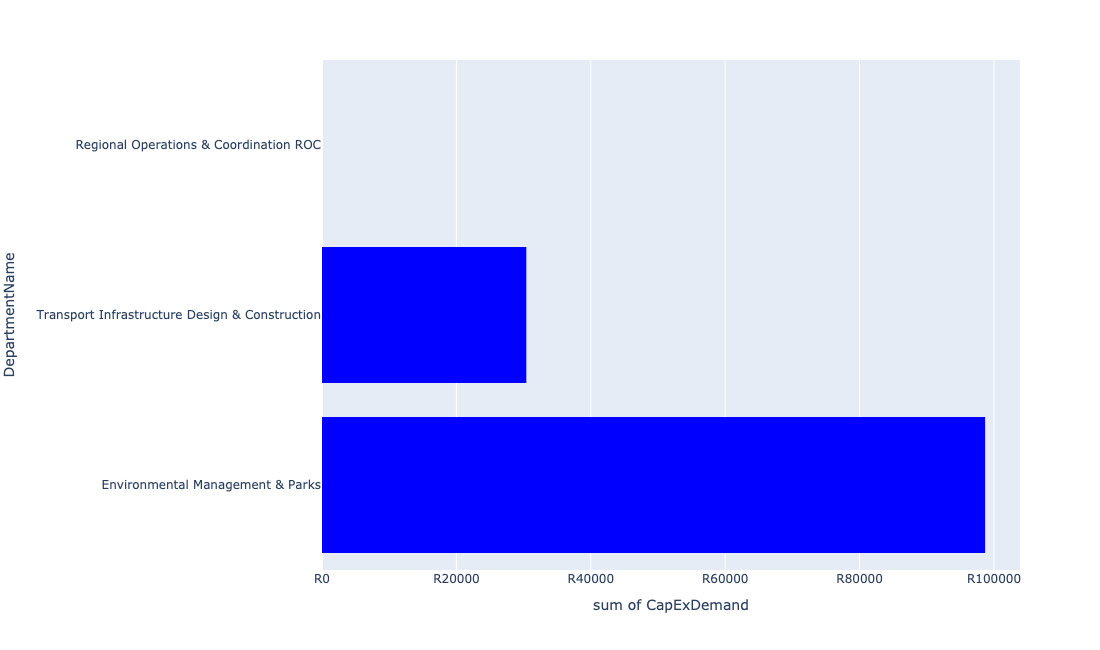 Regional Operations & Coordination ROC
Transport Infrastructure Design & Construction
Environmental Management & Parks
DepartmentName
R0 R20000 R40000 R60000 R80000 R100000
sum of CapExDemand